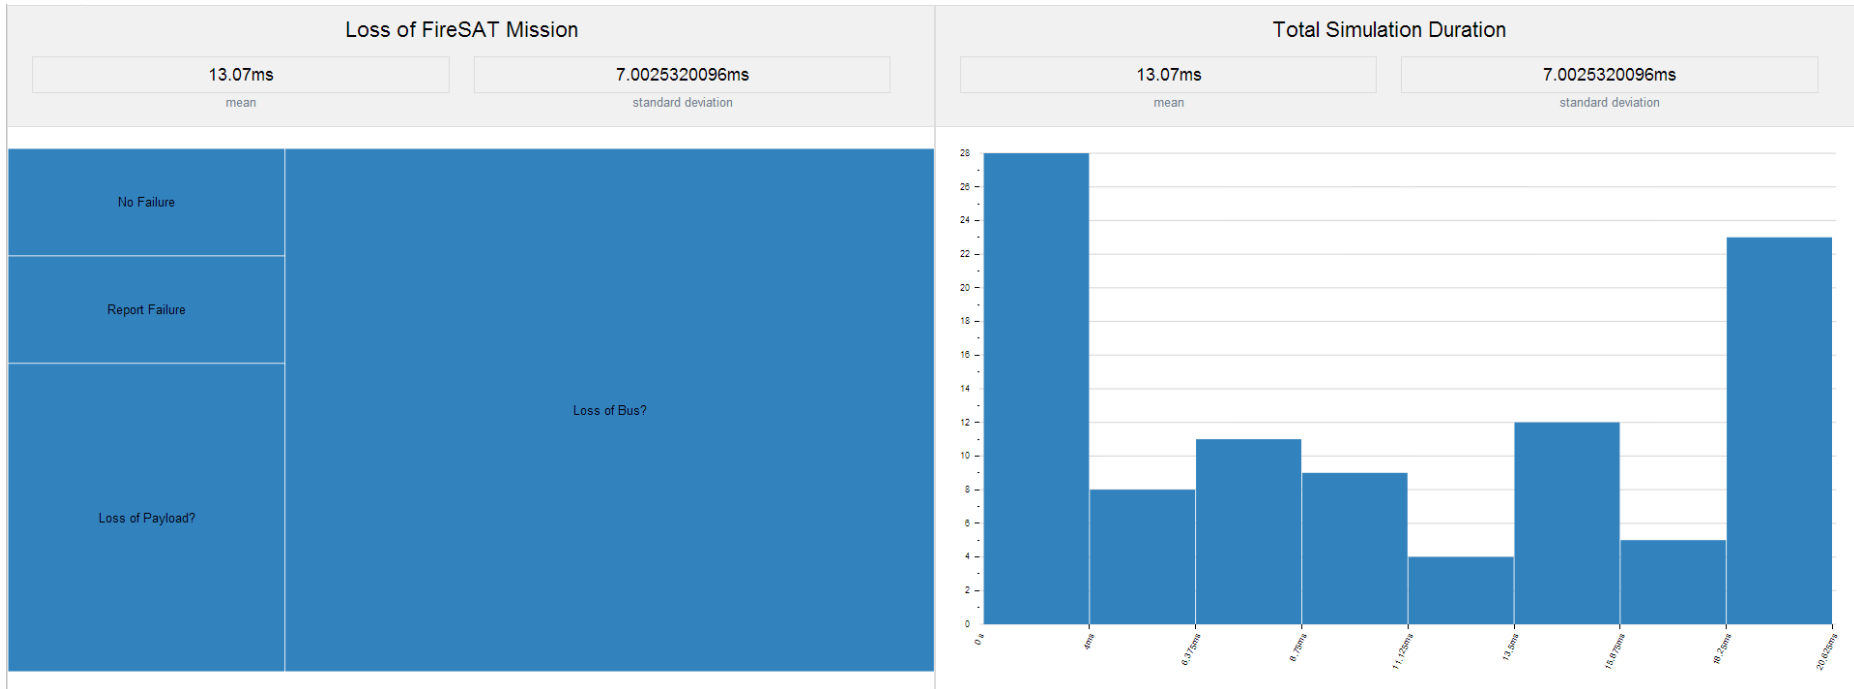 Loss of FireSAT Mission
13.07ms
7.0025320096ms
mean
standard deviation
No Failure
Report Failure
Loss of Payload?
Loss of Bus?
Total Simulation Duration
13.07ms
7.0025320096ms
mean
standard deviation
28
26
24
22
20
18
16
14
12
10
8
6
4
2
0
0 s
4ms
6.375ms
8.75ms
11.125ms
13.5ms
15.875ms
18.25ms
20.625ms